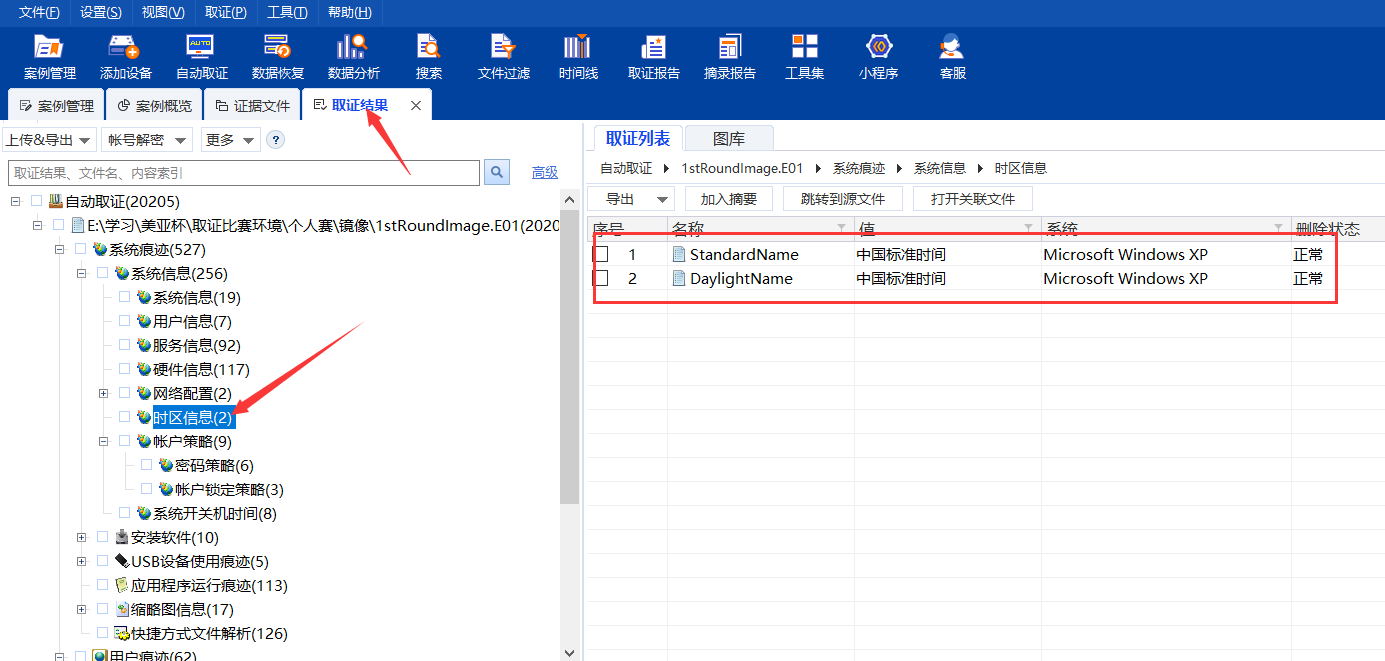 文件(F) 设置(S) 视图(V) 取证(P) 工具(T) 帮助(H)
案例管理 添加设备 自动取证 数据恢复 数据分析 搜索 文件过滤 时间线 取证报告 摘录报告 工具集 小程序 客服
案例管理 案例概览 证据文件 取证结果
上传&导出 帐号解密 更多 ?
取证结果、文件名、内容索引 高级
自动取证(20205)
E:\学习\美亚杯\取证比赛环境\个人赛\镜像\1stRoundImage.E01(2020
系统痕迹(527)
系统信息(256)
系统信息(19)
用户信息(7)
服务信息(92)
硬件信息(117)
网络配置(2)
时区信息(2)
帐户策略(9)
密码策略(6)
帐户锁定策略(3)
系统开关机时间(8)
安装软件(10)
USB设备使用痕迹(5)
应用程序运行痕迹(113)
缩略图信息(17)
快捷方式文件解析(126)
用户痕迹(62)
取证列表 图库
自动取证 1stRoundImage.E01 系统痕迹 系统信息 时区信息
导出 加入摘要 跳转到源文件 打开关联文件
序号 名称 值 系统 删除状态
1 StandardName 中国标准时间 Microsoft Windows XP 正常
2 DaylightName 中国标准时间 Microsoft Windows XP 正常